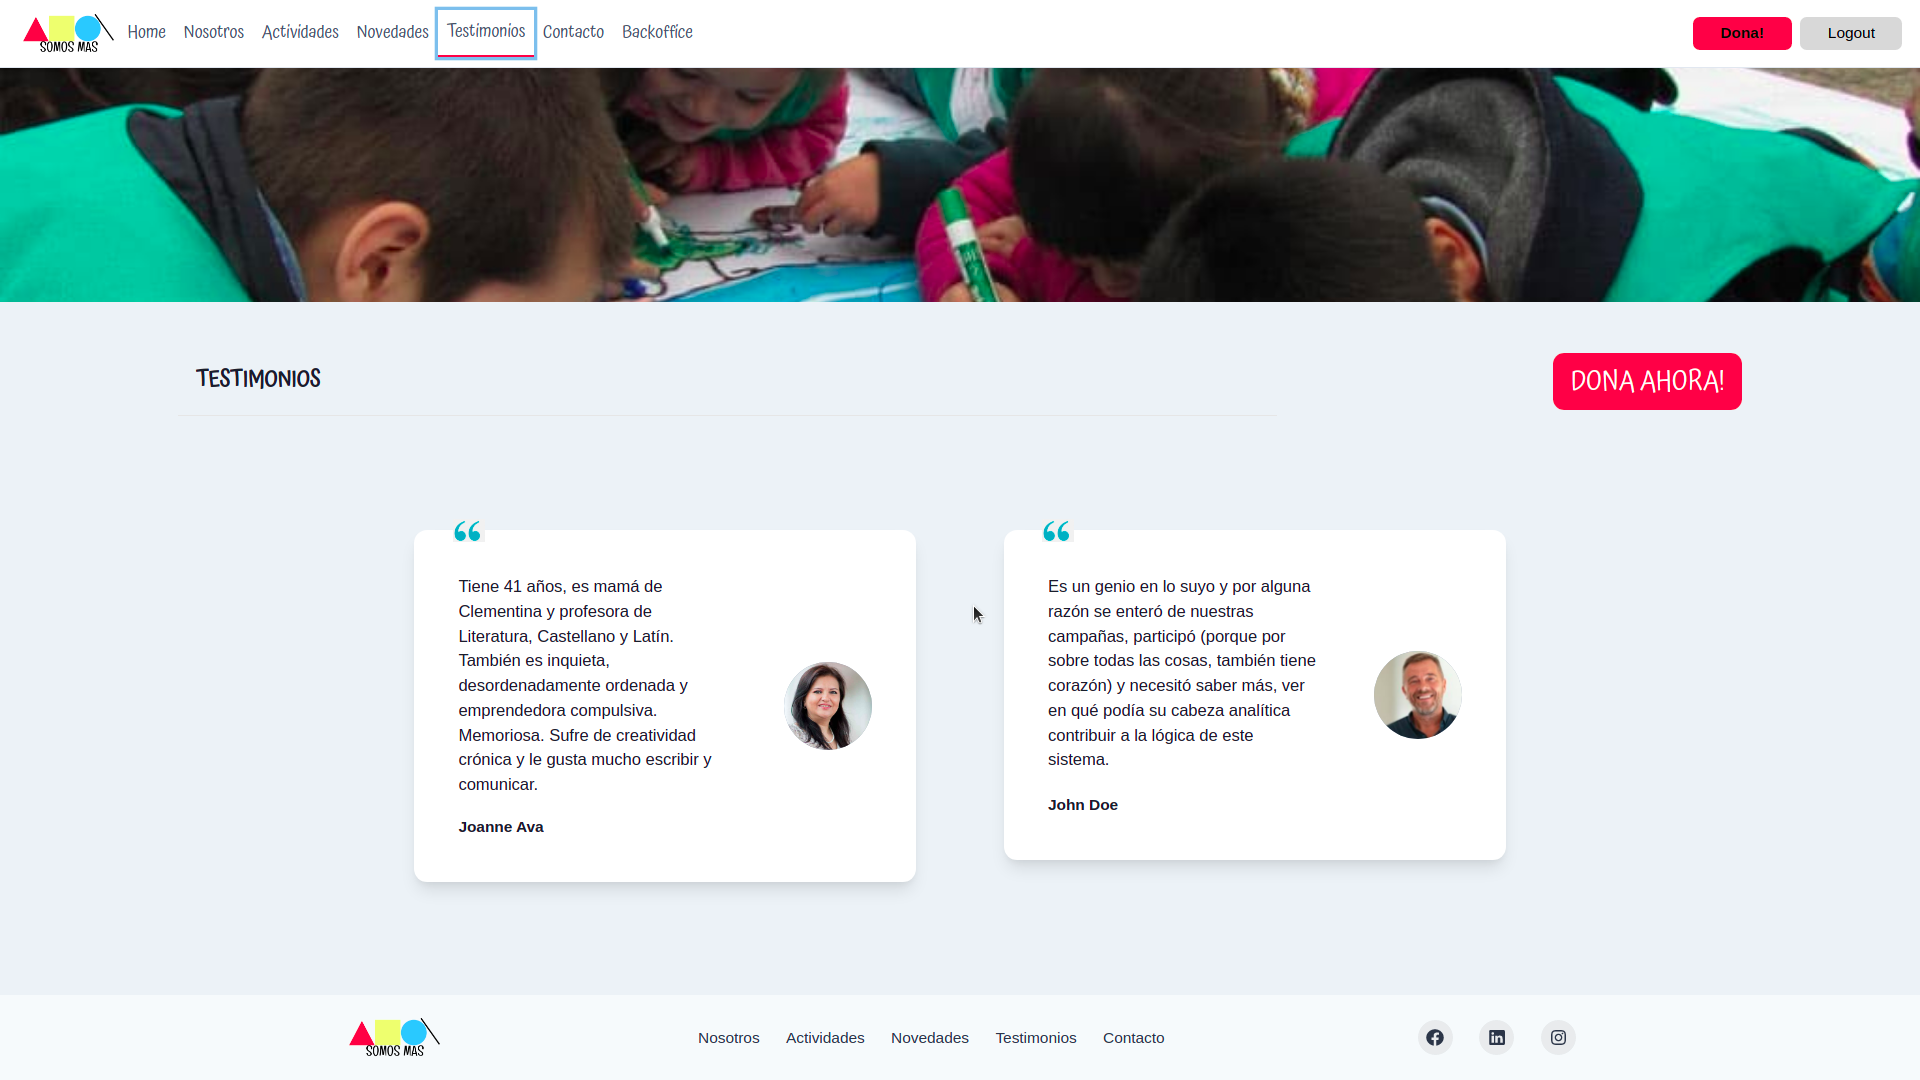 SOMOS MAS
Home Nosotros Actividades Novedades Testimonios Contacto Backoffice
Dona! Logout
TESTIMONIOS
DONA AHORA!
Tiene 41 años, es mamá de
Clementina y profesora de
Literatura, Castellano y Latín.
También es inquieta,
desordenadamente ordenada y
emprendedora compulsiva.
Memoriosa. Sufre de creatividad
crónica y le gusta mucho escribir y
comunicar.
Joanne Ava
Es un genio en lo suyo y por alguna
razón se enteró de nuestras
campañas, participó (porque por
sobre todas las cosas, también tiene
corazón) y necesitó saber más, ver
en qué podía su cabeza analítica
contribuir a la lógica de este
sistema.
John Doe
SOMOS MAS
Nosotros Actividades Novedades Testimonios Contacto